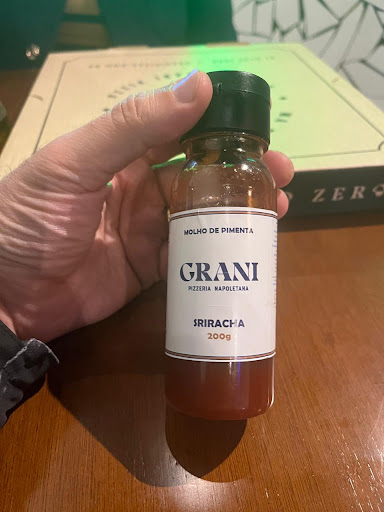 MOLHO DE PIMENTA
GRANI
PIZZERIA NAPOLETANA
SRIRACHA
200g
ZERO